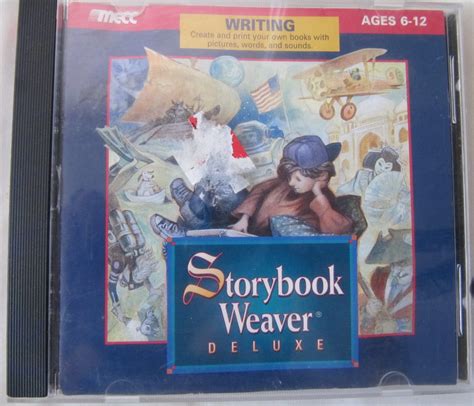 mecc
WRITING
Create and print your own books with
pictures, words, and sounds.
AGES 6-12
Storybook
Weaver®
DELUXE